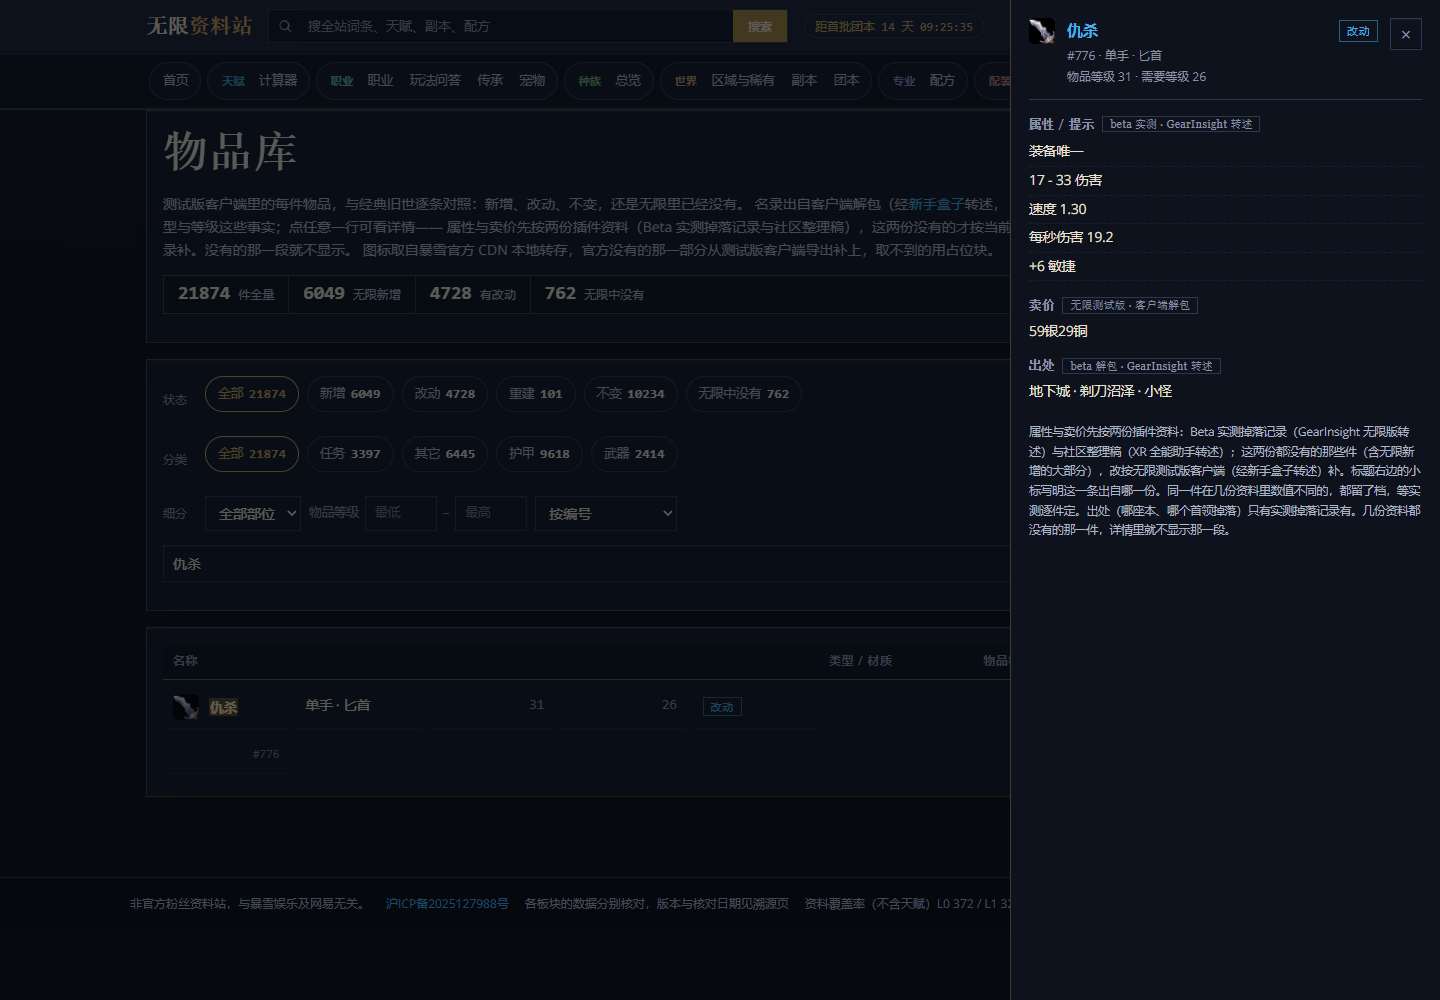 无限资料站
搜全站词条、天赋、副本、配方
搜索
距首批团本 14 天 09:25:35
首页
天赋 计算器
职业 职业 玩法问答 传承 宠物
种族 总览
世界 区域与稀有 副本 团本
专业 配方
配装
物品库
测试版客户端里的每件物品，与经典旧世逐条对照：新增、改动、不变，还是无限里已经没有。 名录出自客户端解包（经新手盒子转述，
型与等级这些事实；点任意一行可看详情—— 属性与卖价先按两份插件资料（Beta 实测掉落记录与社区整理稿），这两份没有的才按当前
录补。没有的那一段就不显示。 图标取自暴雪官方 CDN 本地转存，官方没有的那一部分从测试版客户端导出补上，取不到的用占位块。
21874 件全量
6049 无限新增
4728 有改动
762 无限中没有
状态
全部 21874
新增 6049
改动 4728
重建 101
不变 10234
无限中没有 762
分类
全部 21874
任务 3397
其它 6445
护甲 9618
武器 2414
细分
全部部位
物品等级
最低
–
最高
按编号
仇杀
名称
类型 / 材质
物品
仇杀
单手 · 匕首
31
26
改动
#776
非官方粉丝资料站，与暴雪娱乐及网易无关。
沪ICP备2025127988号
各板块的数据分别核对，版本与核对日期见溯源页
资料覆盖率（不含天赋）L0 372 / L1 32
仇杀
改动
×
#776 · 单手 · 匕首
物品等级 31 · 需要等级 26
属性 / 提示
beta 实测 · GearInsight 转述
装备唯一
17 - 33 伤害
速度 1.30
每秒伤害 19.2
+6 敏捷
卖价
无限测试版 · 客户端解包
59银29铜
出处
beta 解包 · GearInsight 转述
地下城 · 剃刀沼泽 · 小怪
属性与卖价先按两份插件资料：Beta 实测掉落记录（GearInsight 无限版转
述）与社区整理稿（XR 全能助手转述）；这两份都没有的那些件（含无限新
增的大部分），改按无限测试版客户端（经新手盒子转述）补。标题右边的小
标写明这一条出自哪一份。同一件在几份资料里数值不同的，都留了档，等实
测逐件定。出处（哪座本、哪个首领掉落）只有实测掉落记录有。几份资料都
没有的那一件，详情里就不显示那一段。